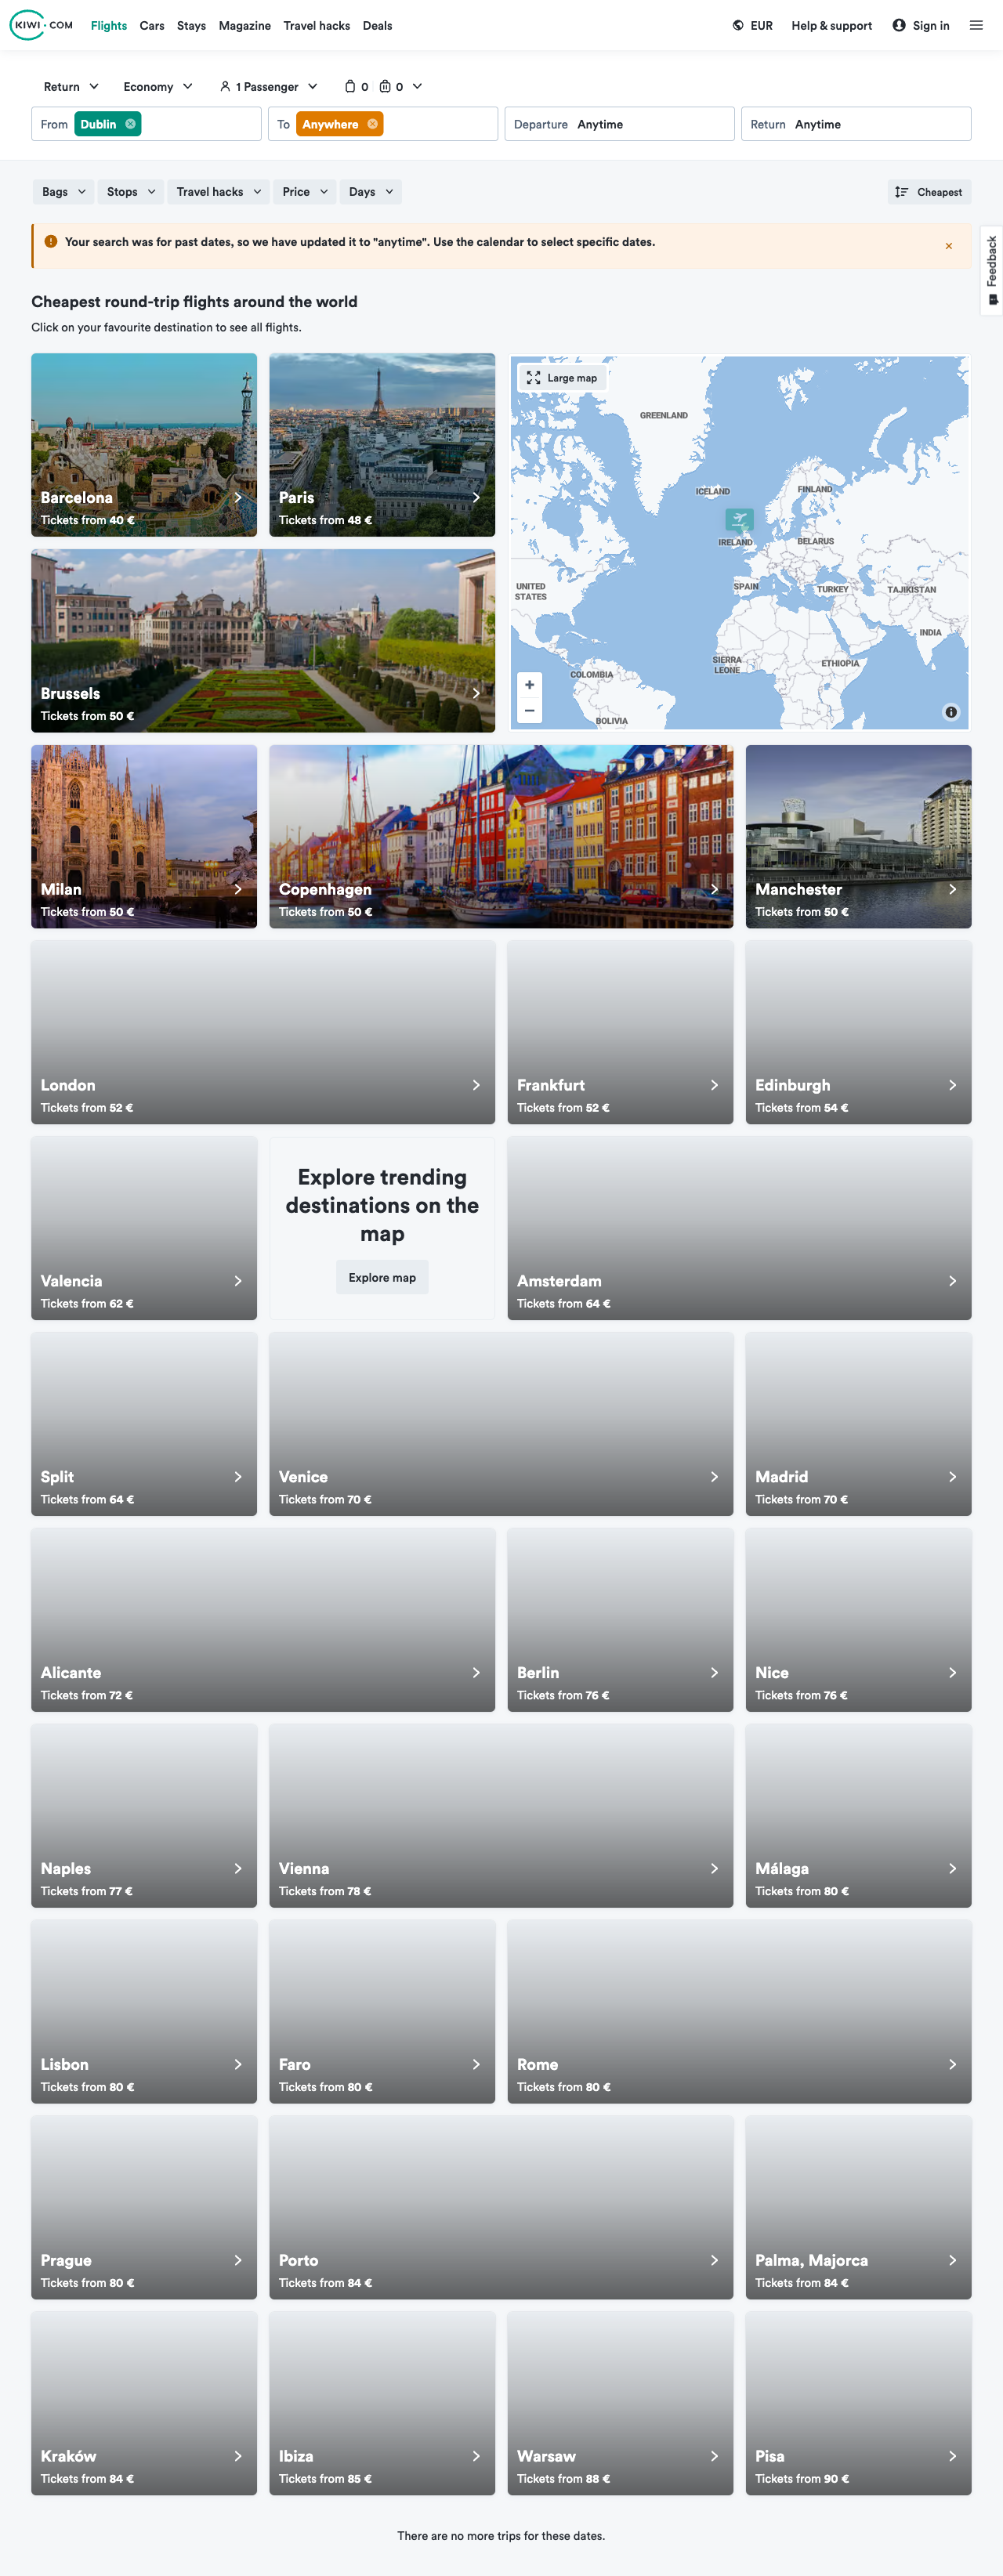 KIWI.COM
Flights
Cars
Stays
Magazine
Travel hacks
Deals
EUR
Help & support
Sign in
Return
Economy
1 Passenger
0
0
From Dublin
To Anywhere
Departure Anytime
Return Anytime
Bags
Stops
Travel hacks
Price
Days
Cheapest
Your search was for past dates, so we have updated it to "anytime". Use the calendar to select specific dates.
Feedback
Cheapest round-trip flights around the world
Click on your favourite destination to see all flights.
Barcelona
Tickets from 40 €
Paris
Tickets from 48 €
Large map
GREENLAND
ICELAND
FINLAND
IRELAND
BELARUS
UNITED
STATES
SPAIN
TURKEY
TAJIKISTAN
INDIA
SIERRA
LEONE
ETHIOPIA
COLOMBIA
BOLIVIA
+
−
Brussels
Tickets from 50 €
Milan
Tickets from 50 €
Copenhagen
Tickets from 50 €
Manchester
Tickets from 50 €
London
Tickets from 52 €
Frankfurt
Tickets from 52 €
Edinburgh
Tickets from 54 €
Valencia
Tickets from 62 €
Explore trending
destinations on the
map
Explore map
Amsterdam
Tickets from 64 €
Split
Tickets from 64 €
Venice
Tickets from 70 €
Madrid
Tickets from 70 €
Alicante
Tickets from 72 €
Berlin
Tickets from 76 €
Nice
Tickets from 76 €
Naples
Tickets from 77 €
Vienna
Tickets from 78 €
Málaga
Tickets from 80 €
Lisbon
Tickets from 80 €
Faro
Tickets from 80 €
Rome
Tickets from 80 €
Prague
Tickets from 80 €
Porto
Tickets from 84 €
Palma, Majorca
Tickets from 84 €
Kraków
Tickets from 84 €
Ibiza
Tickets from 85 €
Warsaw
Tickets from 88 €
Pisa
Tickets from 90 €
There are no more trips for these dates.